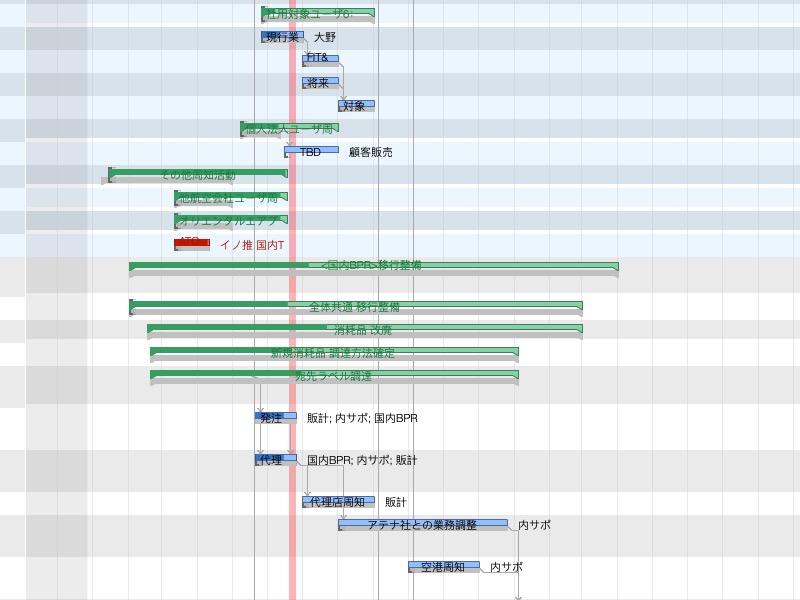 社用対象ユーザ6:
現行業 大野
FIT&
将来
対象
個人法人ユーザ周
TBD 顧客販売
その他周知活動
他航空会社ユーザ周
オリエンタルエアブ
イノ推 国内T
<国内BPR>移行整備
全体共通 移行整備
消耗品 改廃
新規消耗品 調達方法確定
宛先ラベル調達
発注 販計; 内サポ; 国内BPR
代理 国内BPR; 内サポ; 販計
代理店周知 販計
アテナ社との業務調整 内サポ
空港周知 内サポ